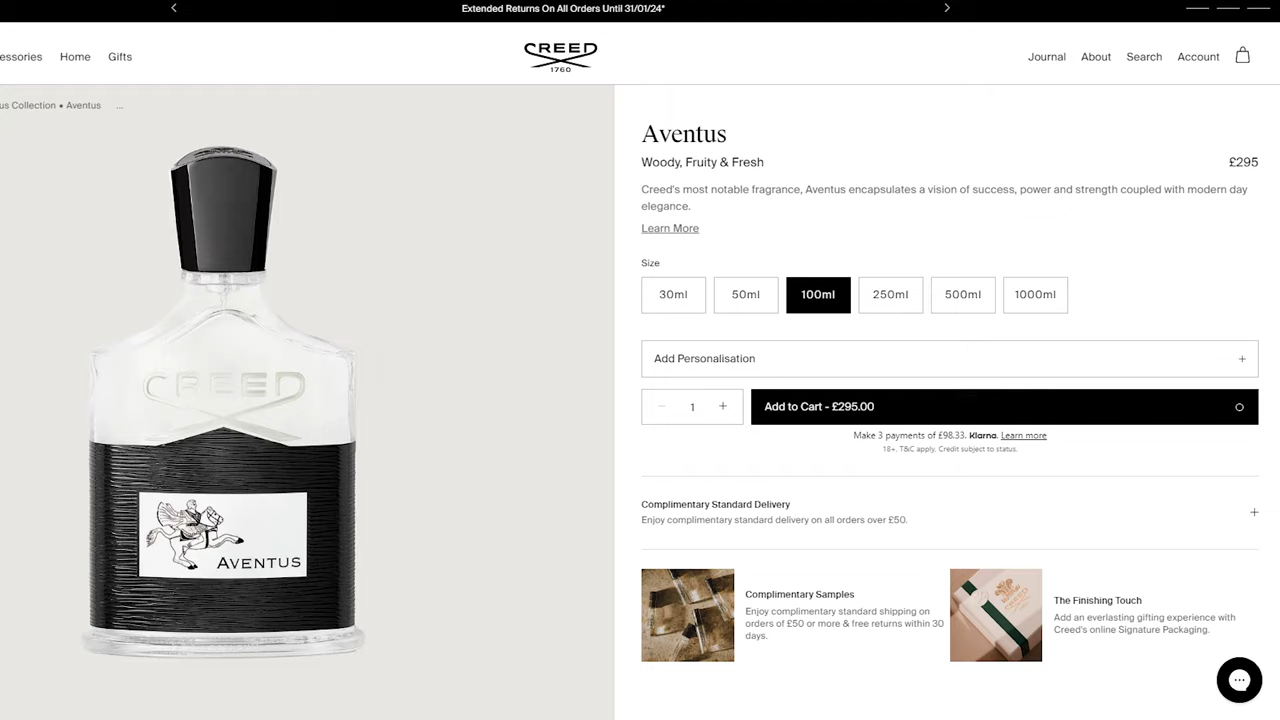 Extended Returns On All Orders Until 31/01/24*
essories Home Gifts
CREED
1760
Journal About Search Account
us Collection • Aventus ...
CREED
AVENTUS
Aventus
Woody, Fruity & Fresh £295
Creed's most notable fragrance, Aventus encapsulates a vision of success, power and strength coupled with modern day
elegance.
Learn More
Size
30ml 50ml 100ml 250ml 500ml 1000ml
Add Personalisation +
− 1 + Add to Cart - £295.00
Make 3 payments of £98.33. Klarna. Learn more
18+. T&C apply. Credit subject to status.
Complimentary Standard Delivery
Enjoy complimentary standard delivery on all orders over £50.
+
Complimentary Samples
Enjoy complimentary standard shipping on
orders of £50 or more & free returns within 30
days.
The Finishing Touch
Add an everlasting gifting experience with
Creed's online Signature Packaging.